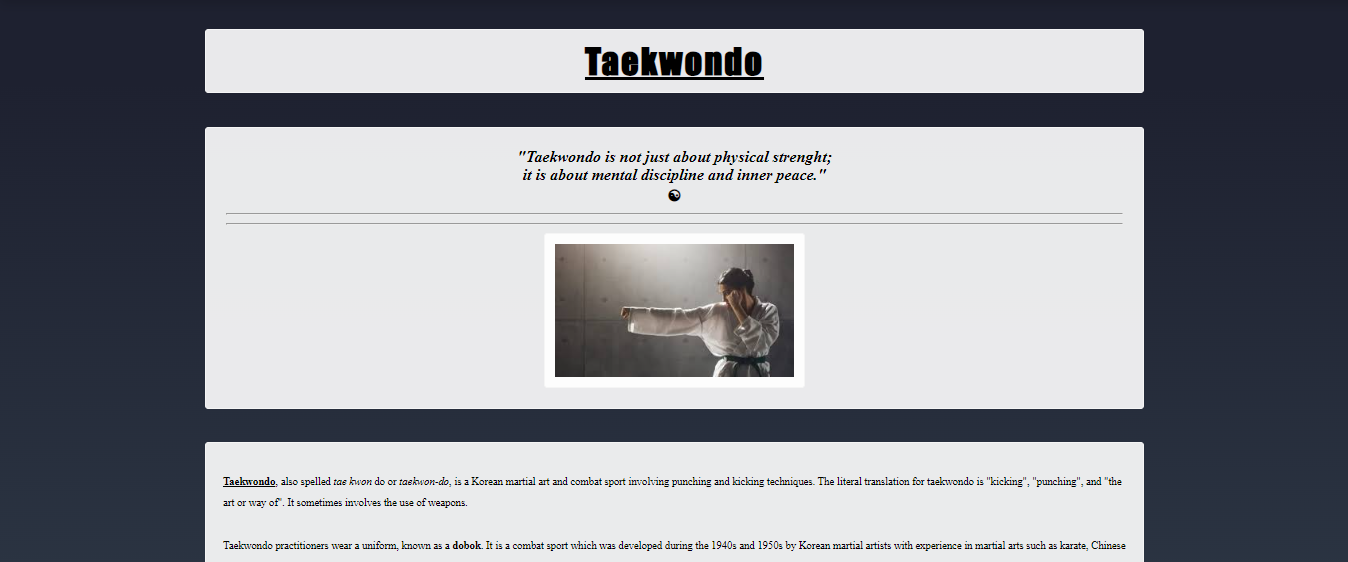 Taekwondo
"Taekwondo is not just about physical strenght;
it is about mental discipline and inner peace."
☯
Taekwondo, also spelled tae kwon do or taekwon-do, is a Korean martial art and combat sport involving punching and kicking techniques. The literal translation for taekwondo is "kicking", "punching", and "the
art or way of". It sometimes involves the use of weapons.
Taekwondo practitioners wear a uniform, known as a dobok. It is a combat sport which was developed during the 1940s and 1950s by Korean martial artists with experience in martial arts such as karate, Chinese